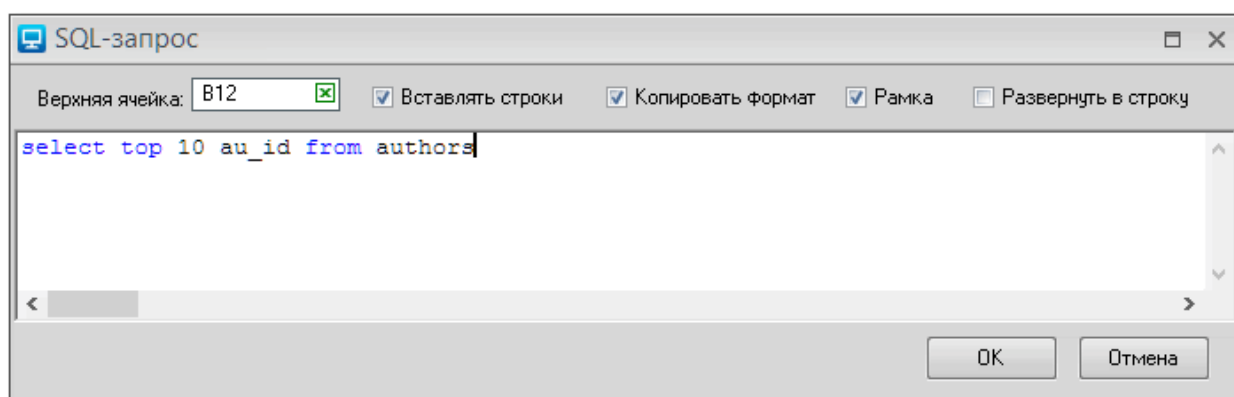 SQL-запрос
Верхняя ячейка: B12 Вставлять строки Копировать формат Рамка Развернуть в строку
select top 10 au_id from authors
OK Отмена